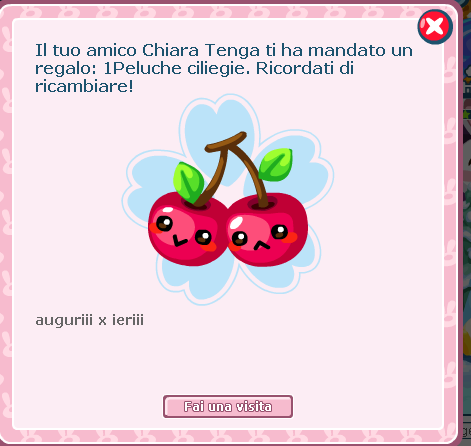 Il tuo amico Chiara Tenga ti ha mandato un
regalo: 1Peluche ciliegie. Ricordati di
ricambiare!
auguriii x ieriii
Fai una visita